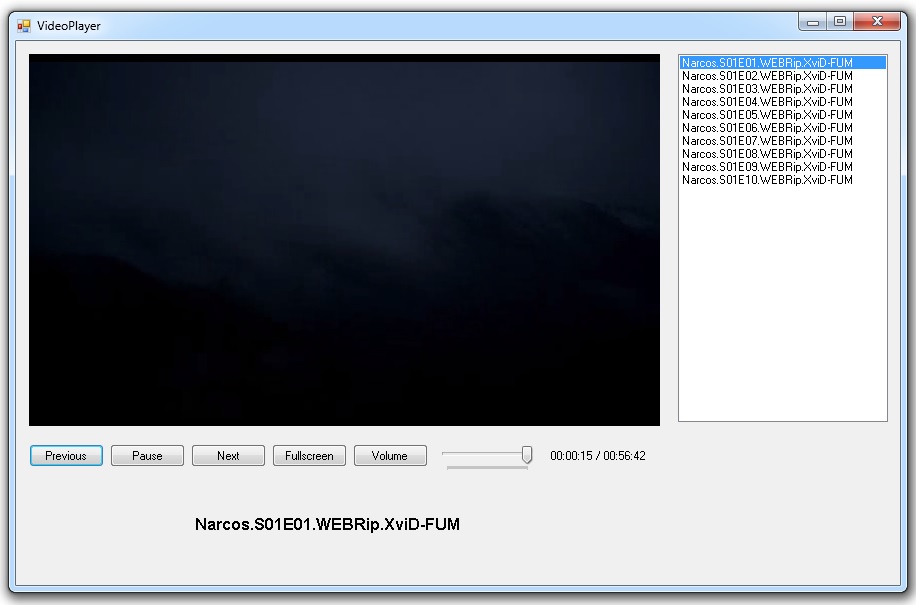 VideoPlayer
Narcos.S01E01.WEBRip.XviD-FUM
Narcos.S01E02.WEBRip.XviD-FUM
Narcos.S01E03.WEBRip.XviD-FUM
Narcos.S01E04.WEBRip.XviD-FUM
Narcos.S01E05.WEBRip.XviD-FUM
Narcos.S01E06.WEBRip.XviD-FUM
Narcos.S01E07.WEBRip.XviD-FUM
Narcos.S01E08.WEBRip.XviD-FUM
Narcos.S01E09.WEBRip.XviD-FUM
Narcos.S01E10.WEBRip.XviD-FUM
Previous Pause Next Fullscreen Volume 00:00:15 / 00:56:42
Narcos.S01E01.WEBRip.XviD-FUM